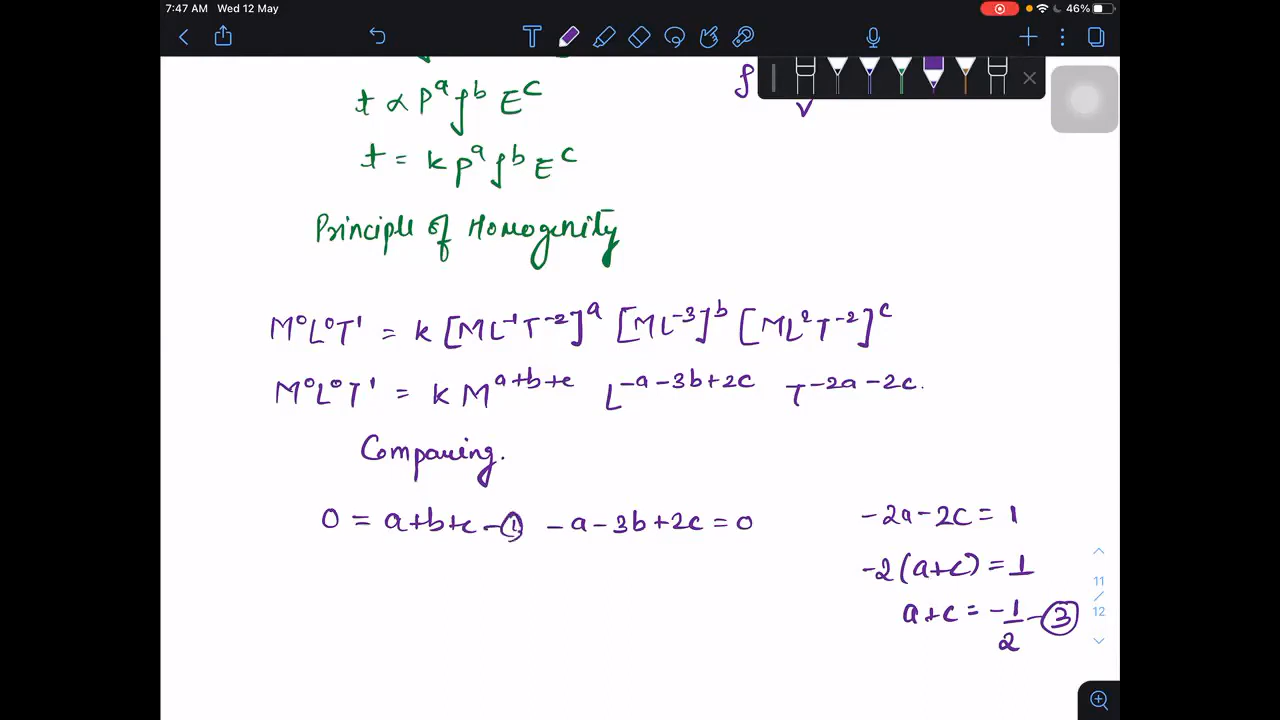 7:47 AM Wed 12 May
46%
t ∝ P^a ρ^b E^c
ρ
V
t = k P^a ρ^b E^c
Principle of Homogenity
M⁰L⁰T¹ = k [ML⁻¹T⁻²]^a [ML⁻³]^b [ML²T⁻²]^c
M⁰L⁰T¹ = k M^a+b+c L^-a-3b+2c T^-2a-2c.
Comparing.
0 = a+b+c - ① -a-3b+2c = 0 -2a-2c = 1
-2(a+c) = 1
a+c = -1/2 - ③
11
/
12